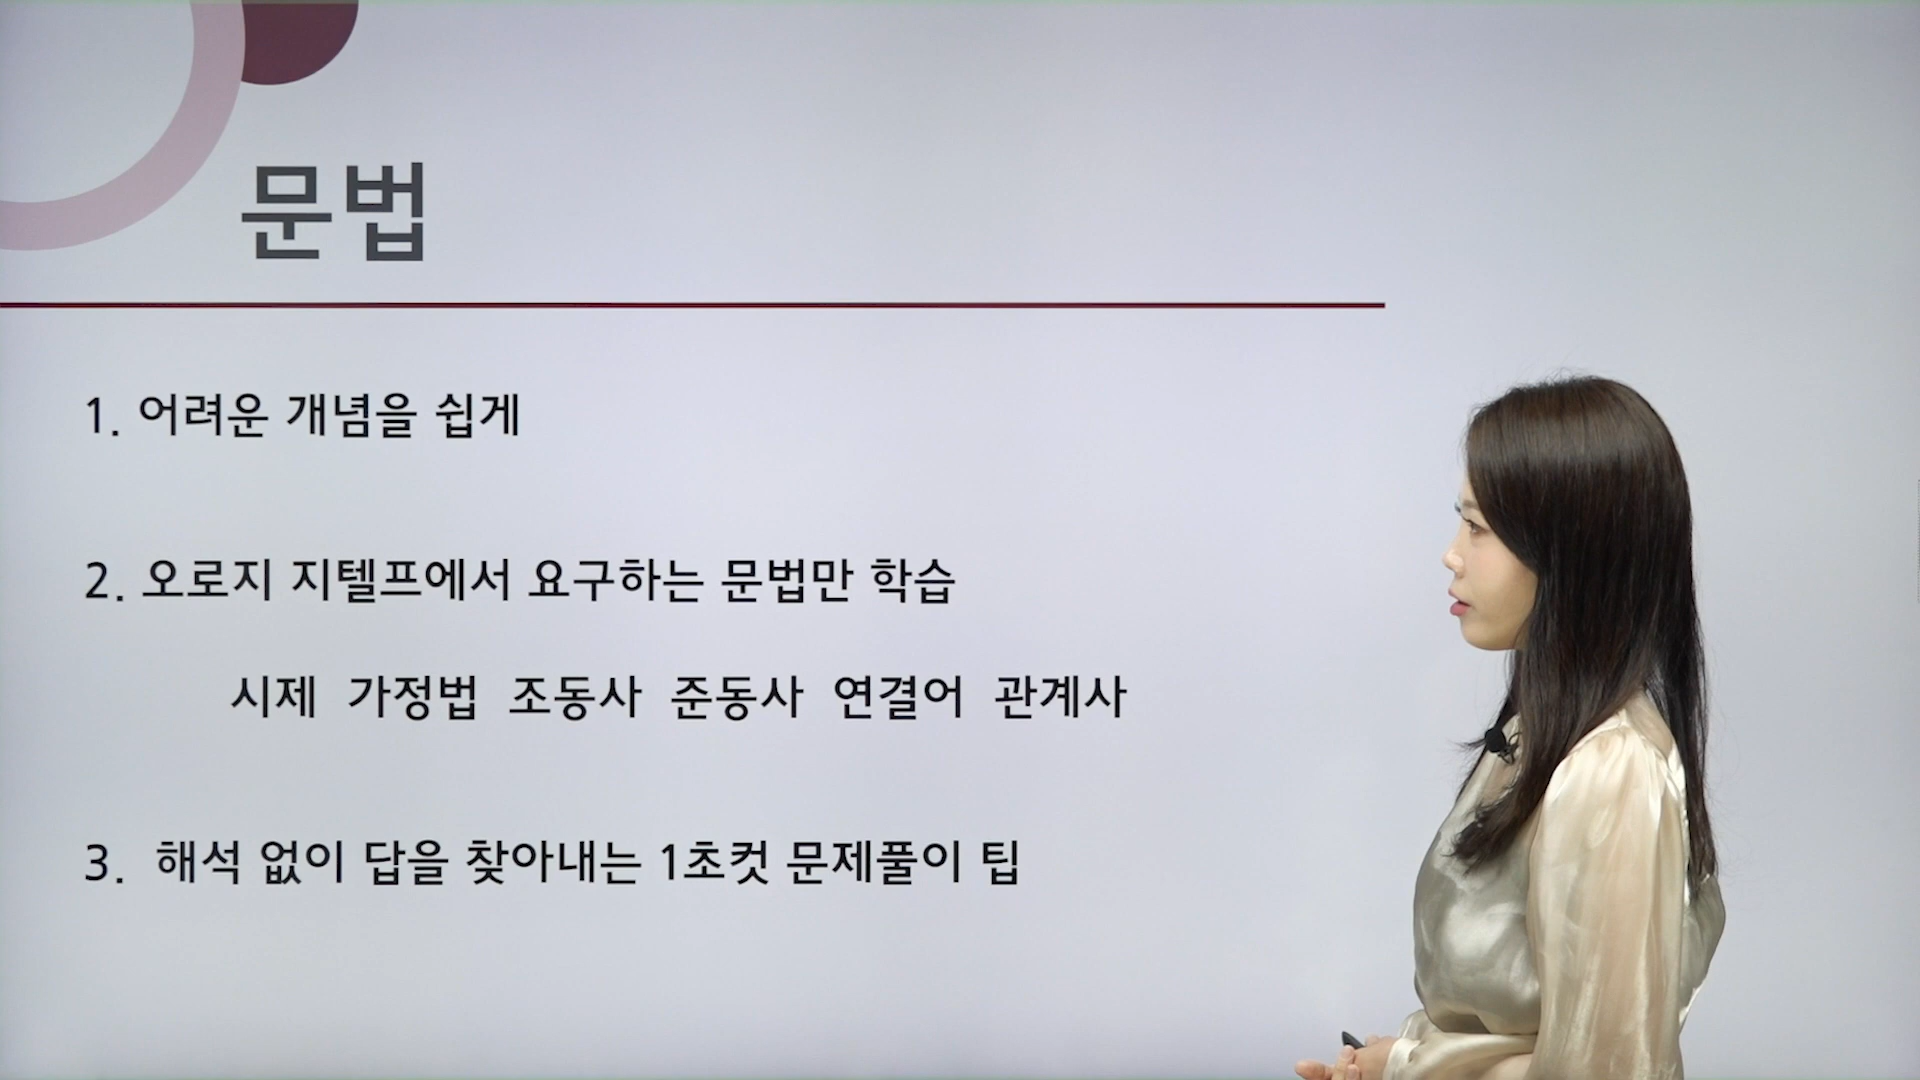 문법
1. 어려운 개념을 쉽게
2. 오로지 지텔프에서 요구하는 문법만 학습
시제 가정법 조동사 준동사 연결어 관계사
3. 해석 없이 답을 찾아내는 1초컷 문제풀이 팁